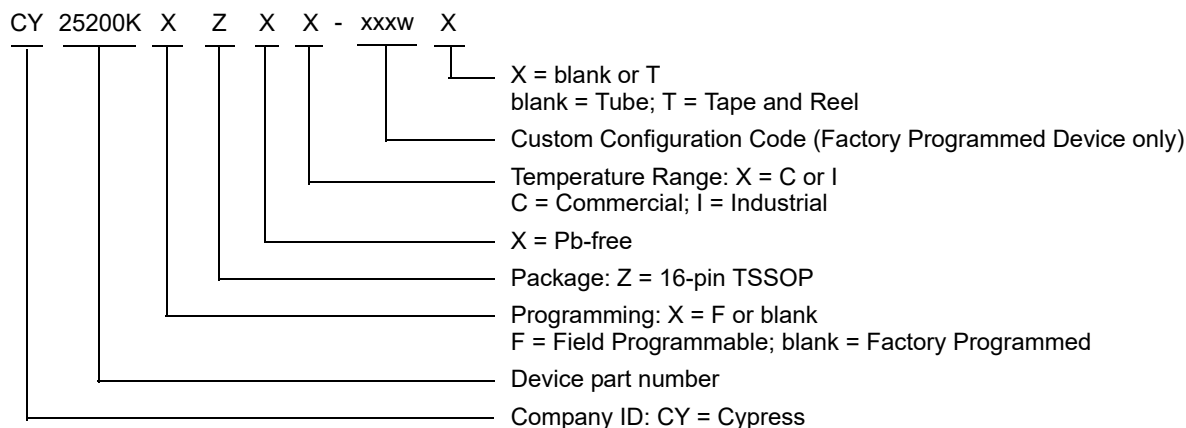 CY 25200K X Z X X - xxxw X
X = blank or T
blank = Tube; T = Tape and Reel
Custom Configuration Code (Factory Programmed Device only)
Temperature Range: X = C or I
C = Commercial; I = Industrial
X = Pb-free
Package: Z = 16-pin TSSOP
Programming: X = F or blank
F = Field Programmable; blank = Factory Programmed
Device part number
Company ID: CY = Cypress